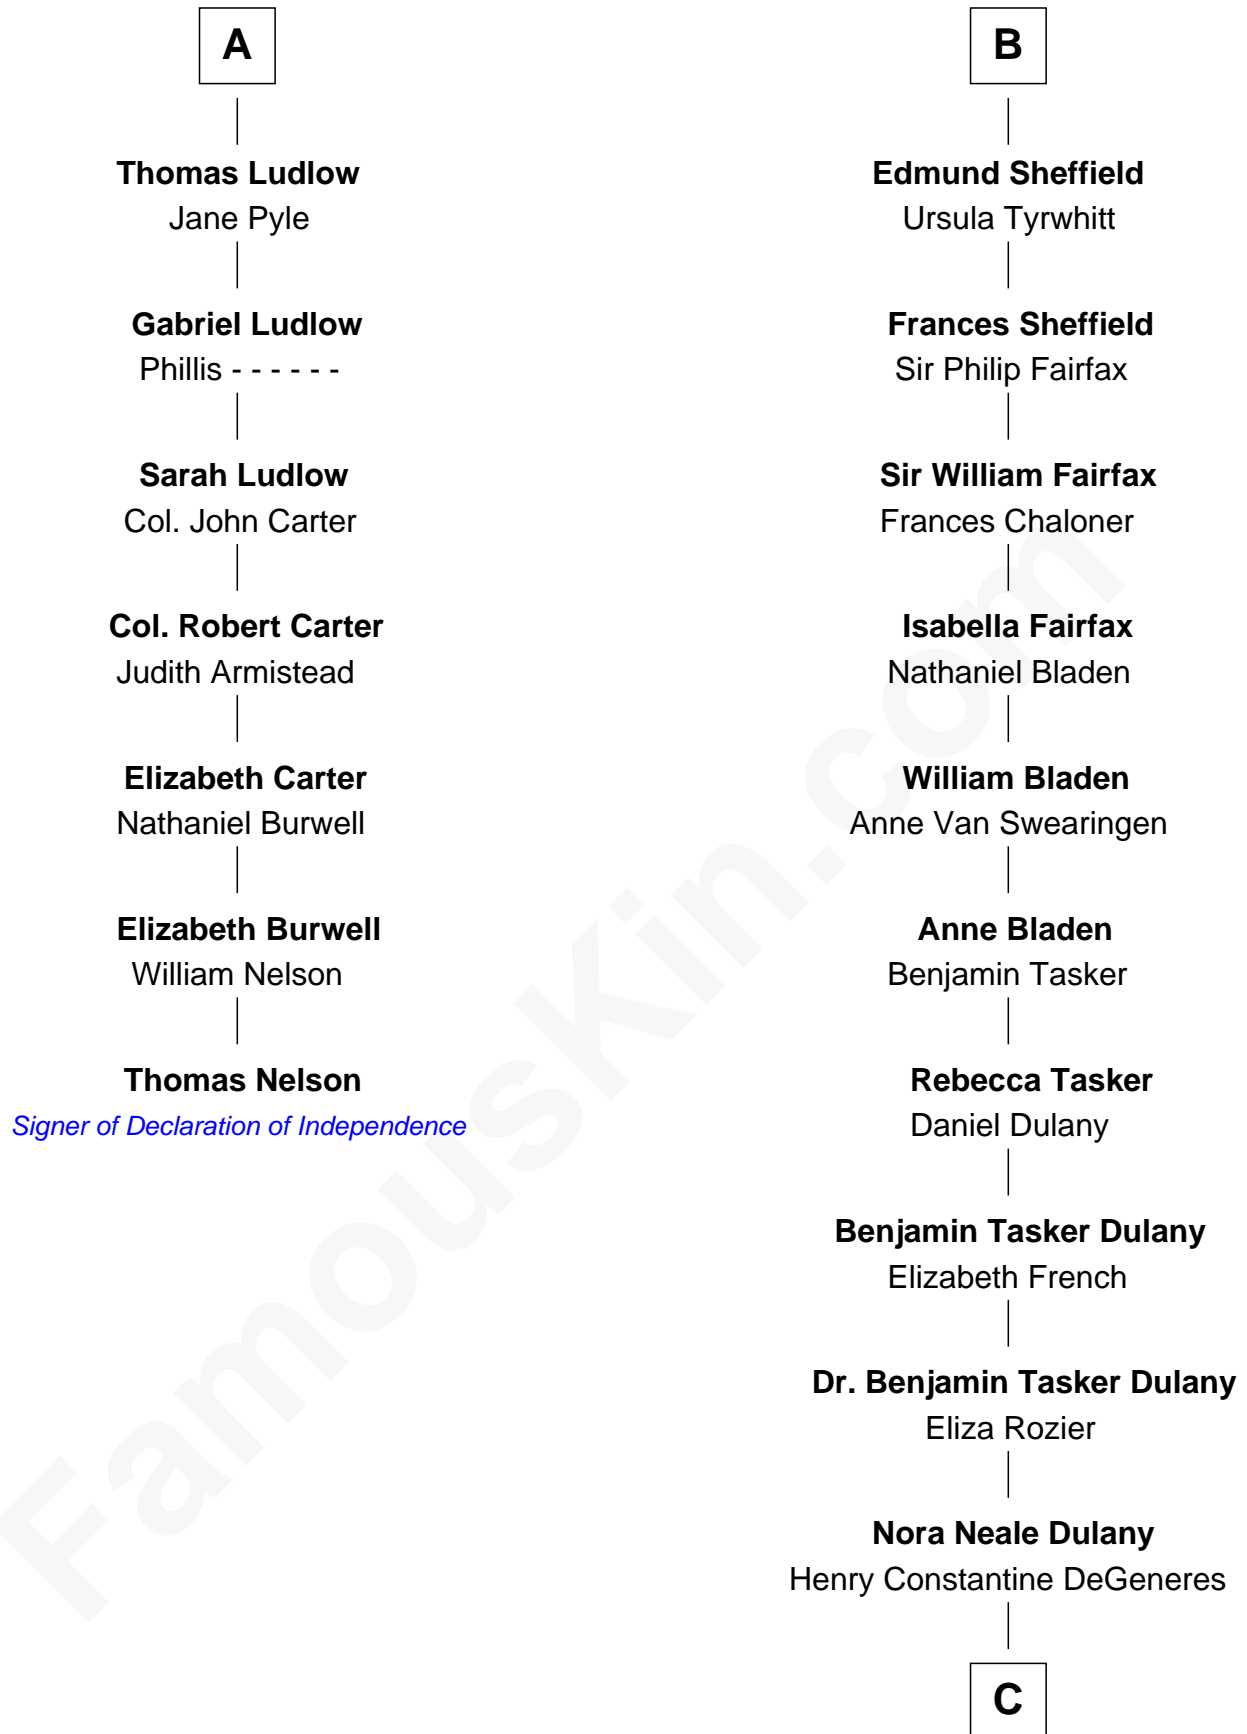 A
Thomas Ludlow
Jane Pyle
Gabriel Ludlow
Phillis - - - - - -
Sarah Ludlow
Col. John Carter
Col. Robert Carter
Judith Armistead
Elizabeth Carter
Nathaniel Burwell
Elizabeth Burwell
William Nelson
Thomas Nelson
Signer of Declaration of Independence
B
Edmund Sheffield
Ursula Tyrwhitt
Frances Sheffield
Sir Philip Fairfax
Sir William Fairfax
Frances Chaloner
Isabella Fairfax
Nathaniel Bladen
William Bladen
Anne Van Swearingen
Anne Bladen
Benjamin Tasker
Rebecca Tasker
Daniel Dulany
Benjamin Tasker Dulany
Elizabeth French
Dr. Benjamin Tasker Dulany
Eliza Rozier
Nora Neale Dulany
Henry Constantine DeGeneres
C
FamousKin.com